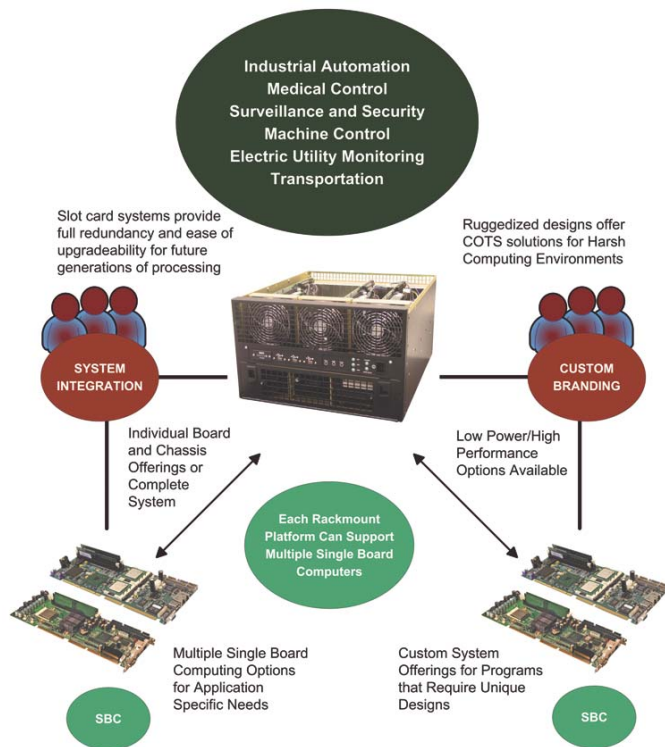 Industrial Automation
Medical Control
Surveillance and Security
Machine Control
Electric Utility Monitoring
Transportation
Slot card systems provide
full redundancy and ease of
upgradeability for future
generations of processing
Ruggedized designs offer
COTS solutions for Harsh
Computing Environments
SYSTEM
INTEGRATION
CUSTOM
BRANDING
Individual Board
and Chassis
Offerings or
Complete
System
Low Power/High
Performance
Options Available
Each Rackmount
Platform Can Support
Multiple Single Board
Computers
Multiple Single Board
Computing Options
for Application
Specific Needs
Custom System
Offerings for Programs
that Require Unique
Designs
SBC
SBC